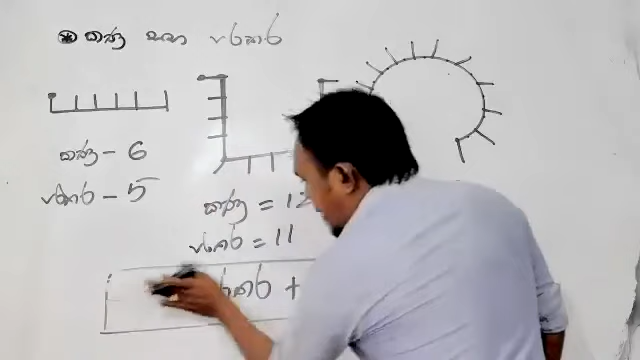 කණු සහ පරතර
කණු - 6
පරතර - 5
කණු = 12
පරතර = 11
පරතර +